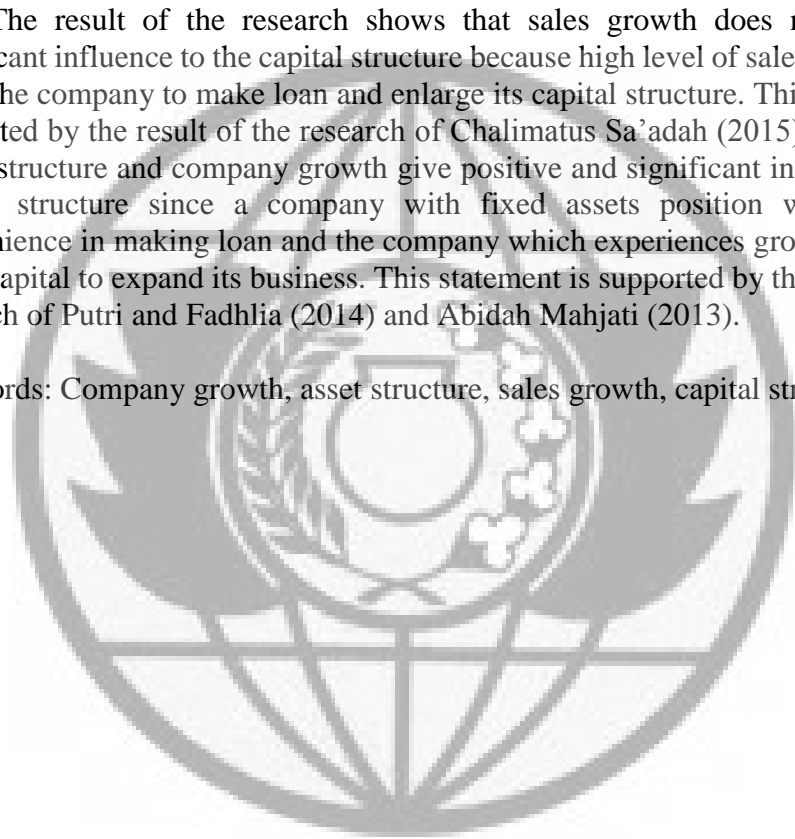 The result of the research shows that sales growth does
cant influence to the capital structure because high level of sale
he company to make loan and enlarge its capital structure. Thi
ted by the result of the research of Chalimatus Sa’adah (2015)
structure and company growth give positive and significant in
structure since a company with fixed assets position w
nience in making loan and the company which experiences gro
apital to expand its business. This statement is supported by th
ch of Putri and Fadhlia (2014) and Abidah Mahjati (2013).
ords: Company growth, asset structure, sales growth, capital str